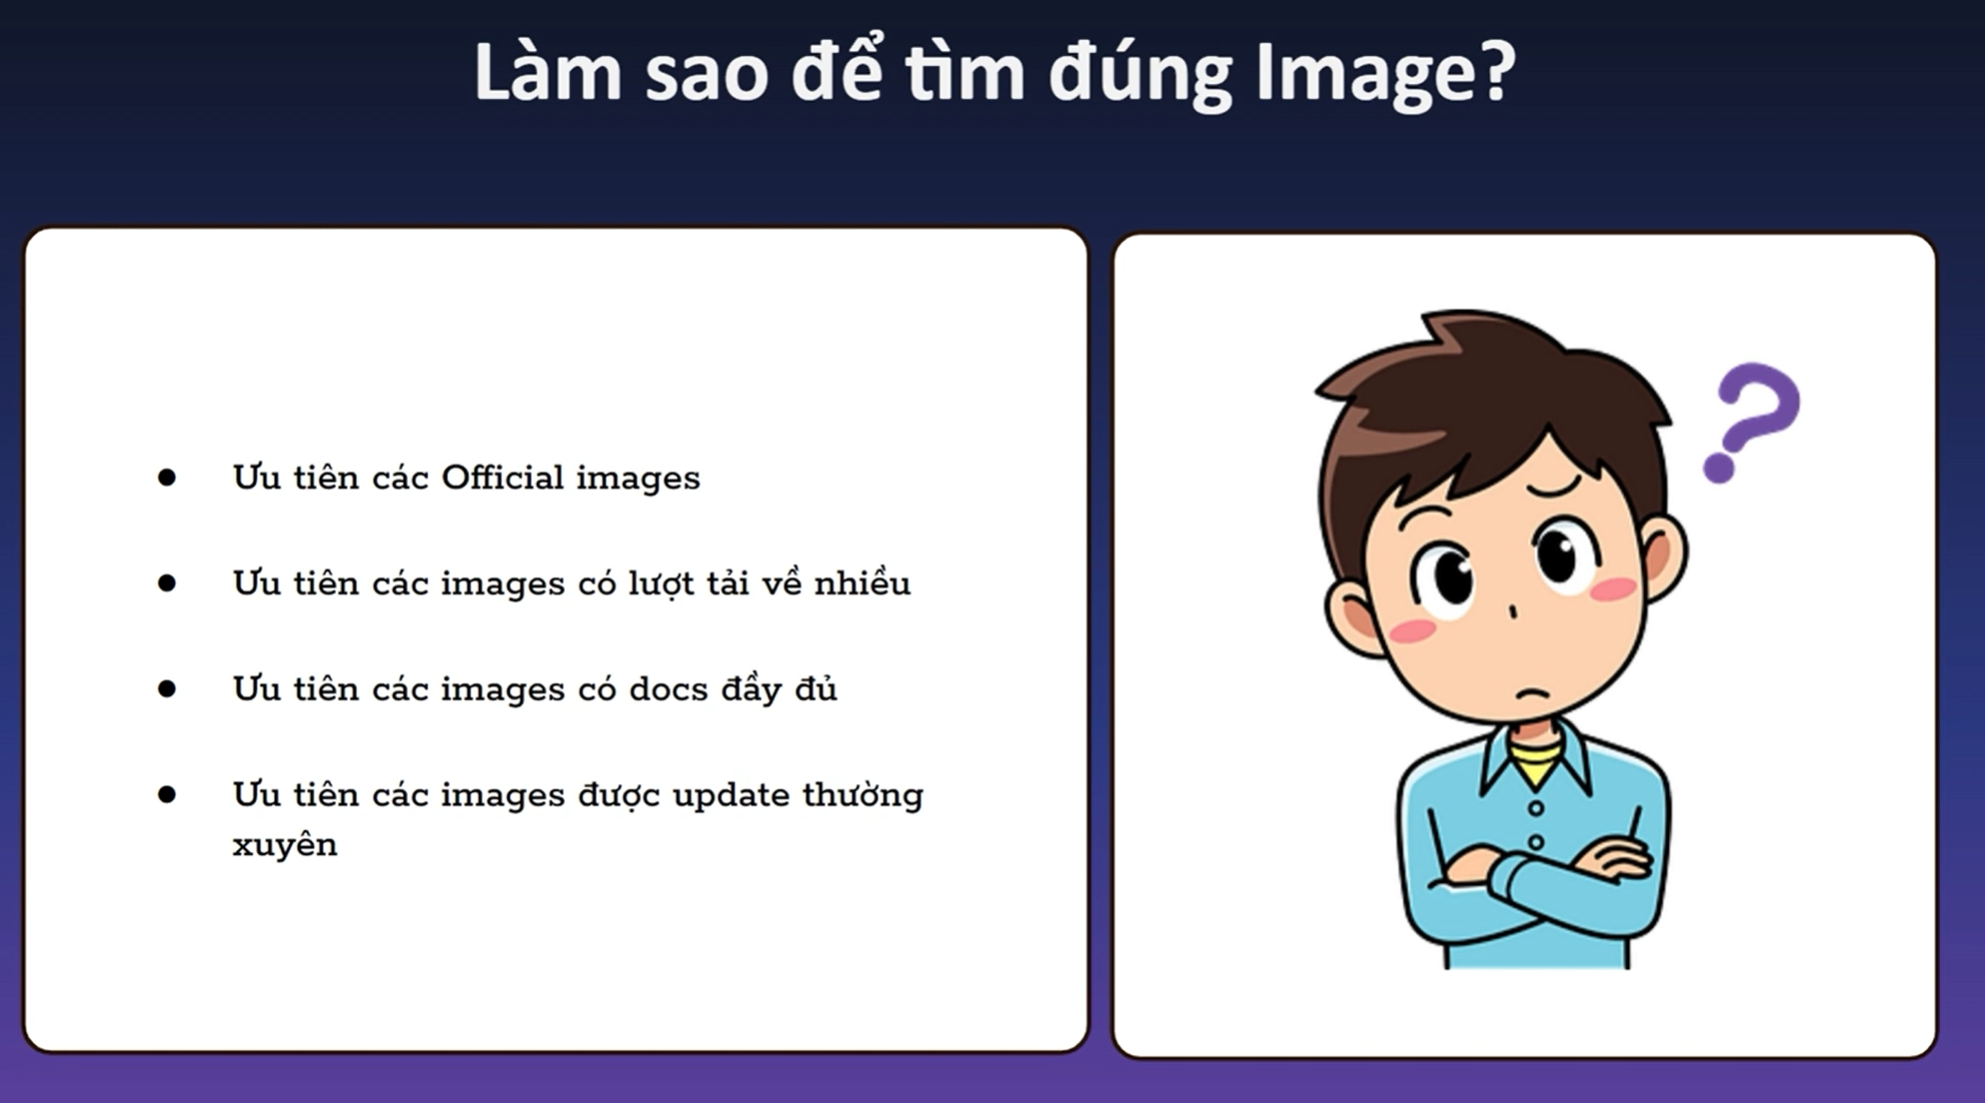 Làm sao để tìm đúng Image?
● Ưu tiên các Official images
● Ưu tiên các images có lượt tải về nhiều
● Ưu tiên các images có docs đầy đủ
● Ưu tiên các images được update thường
xuyên
?